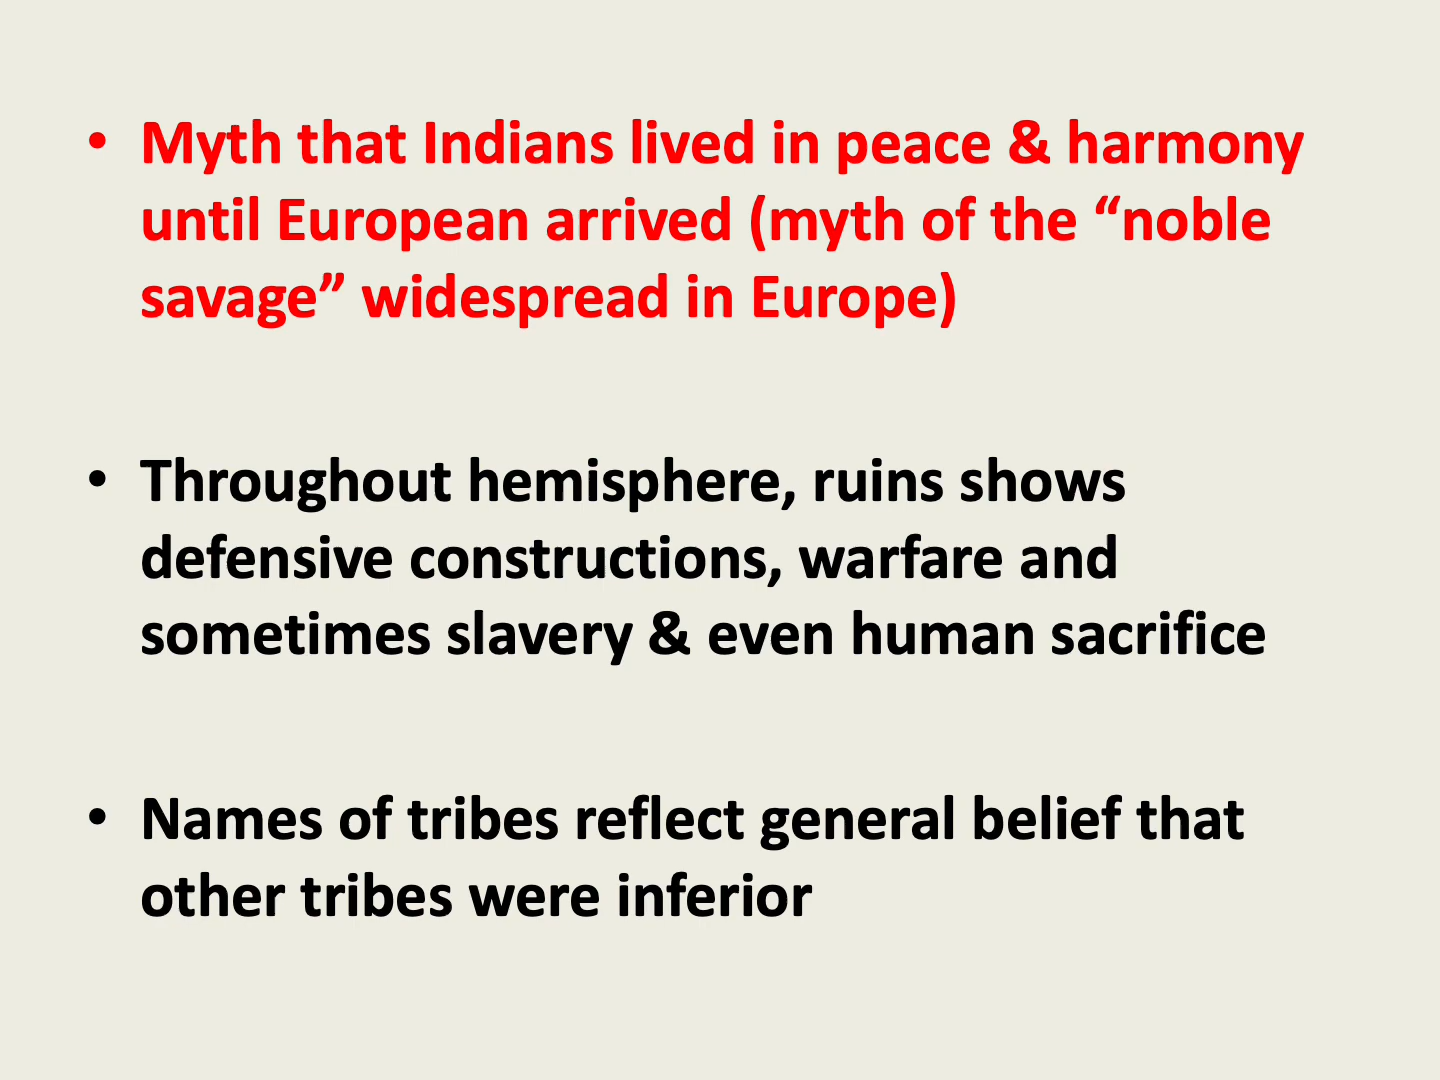 • Myth that Indians lived in peace & harmony
until European arrived (myth of the “noble
savage” widespread in Europe)
• Throughout hemisphere, ruins shows
defensive constructions, warfare and
sometimes slavery & even human sacrifice
• Names of tribes reflect general belief that
other tribes were inferior